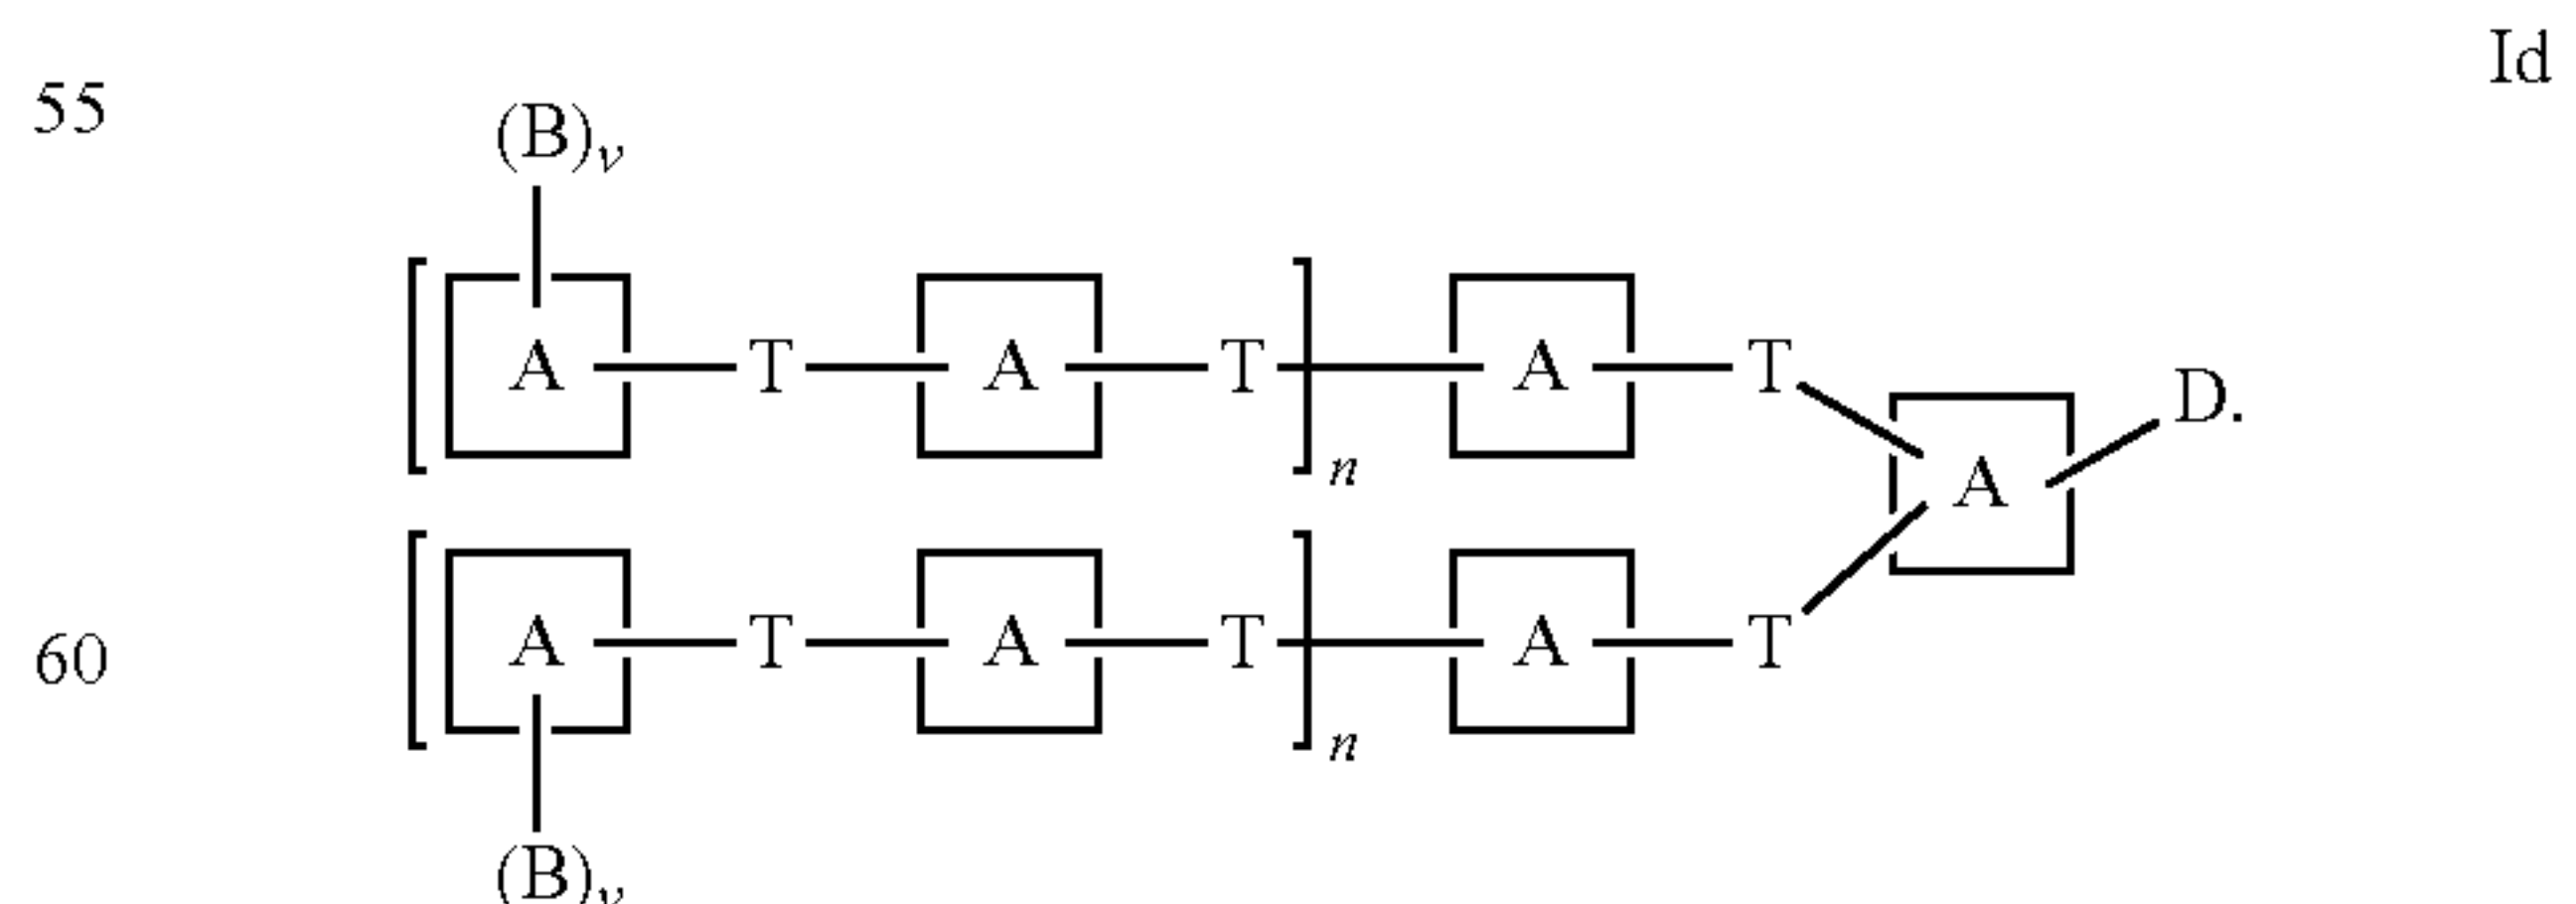 Id
55
(B)v
[A—T—A—T]n—A—T
A—D.
60
[A—T—A—T]n—A—T
(B)v